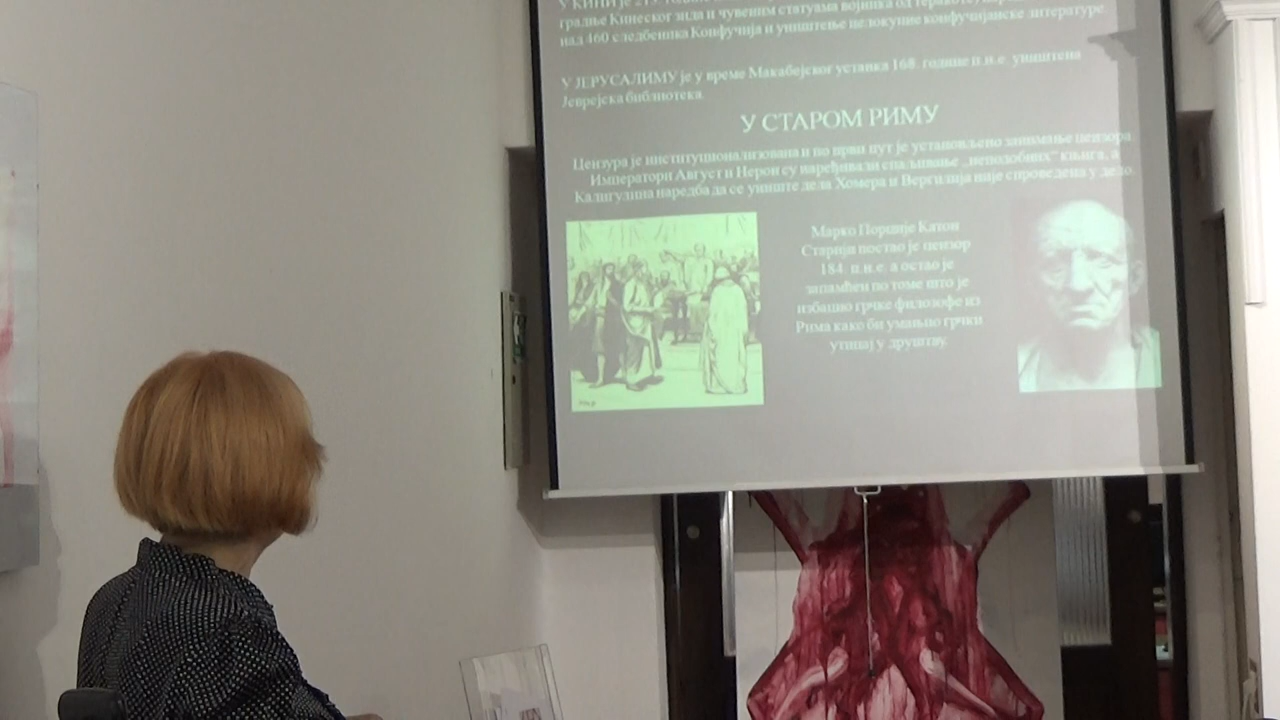 У КИНИ је 213.
градње Кинеског зида и чувеним статуама војника од теракоте)
над 460 следбеника Конфучија и уништење целокупне конфучијанске литературе.
У ЈЕРУСАЛИМУ је у време Макабејског устанка 168. године п.н.е. уништена
Јеврејска библиотека.
У СТАРОМ РИМУ
Цензура је институционализована и по први пут је установљено занимање цензора
Императори Август и Нерон су наређивали спаљивање „неподобних“ књига, а
Калигулина наредба да се униште дела Хомера и Вергилија није спроведена у дело.
Марко Порције Катон
Старији постао је цензор
184. п.н.е. а остао је
запамћен по томе што је
избацио грчке филозофе из
Рима како би умањио грчки
утицај у друштву.